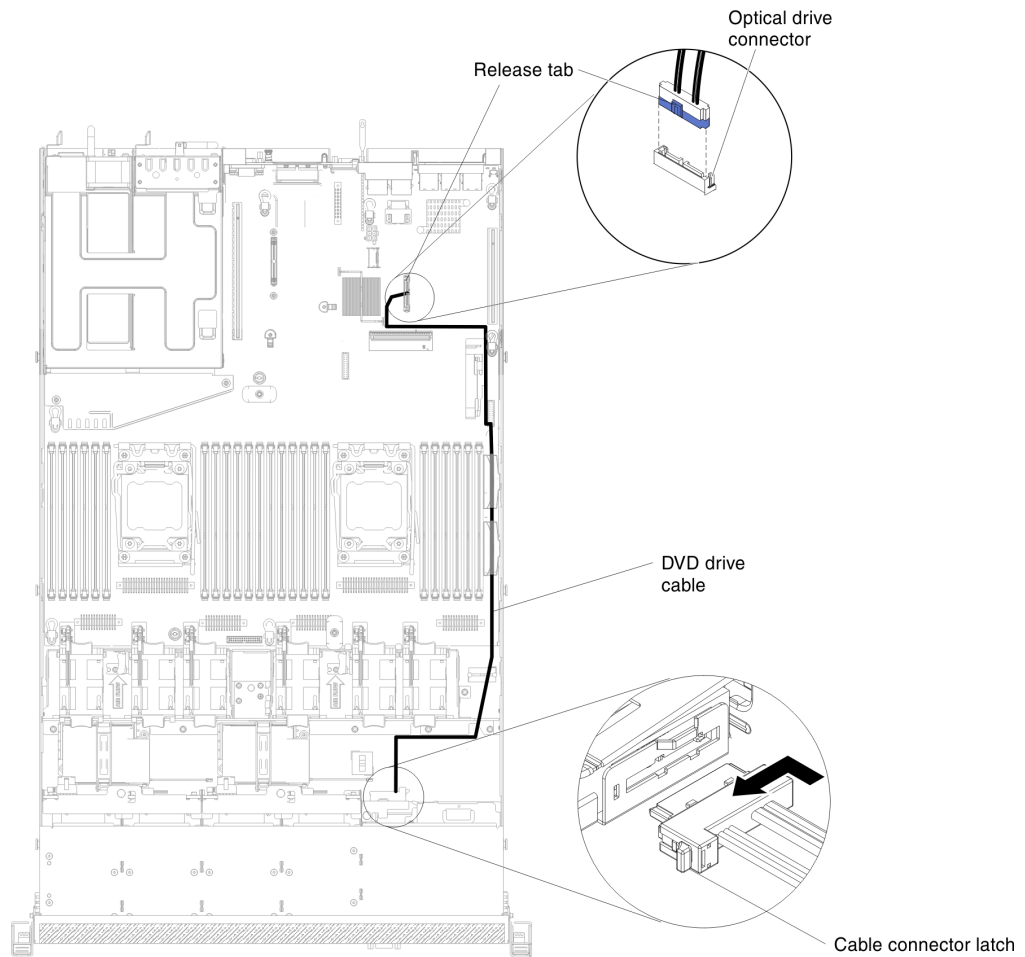 Optical drive
connector
Release tab
DVD drive
cable
Cable connector latch